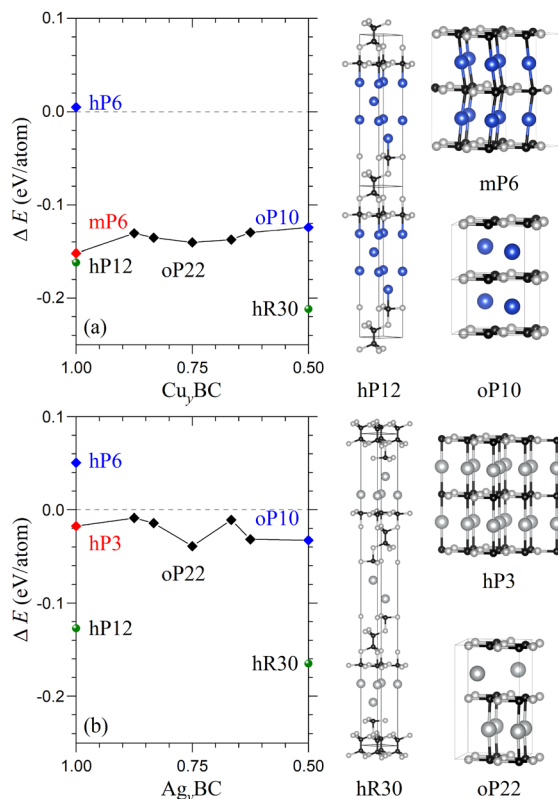 0.1
hP6
0.0
Δ E (eV/atom)
-0.1
mP6
oP10
hP12
oP22
-0.2
hR30
(a)
1.00
0.75
0.50
CuyBC
hP12
mP6
oP10
0.1
hP6
0.0
oP10
hP3
Δ E (eV/atom)
oP22
-0.1
hP12
hR30
-0.2
(b)
1.00
0.75
0.50
AgyBC
hR30
hP3
oP22